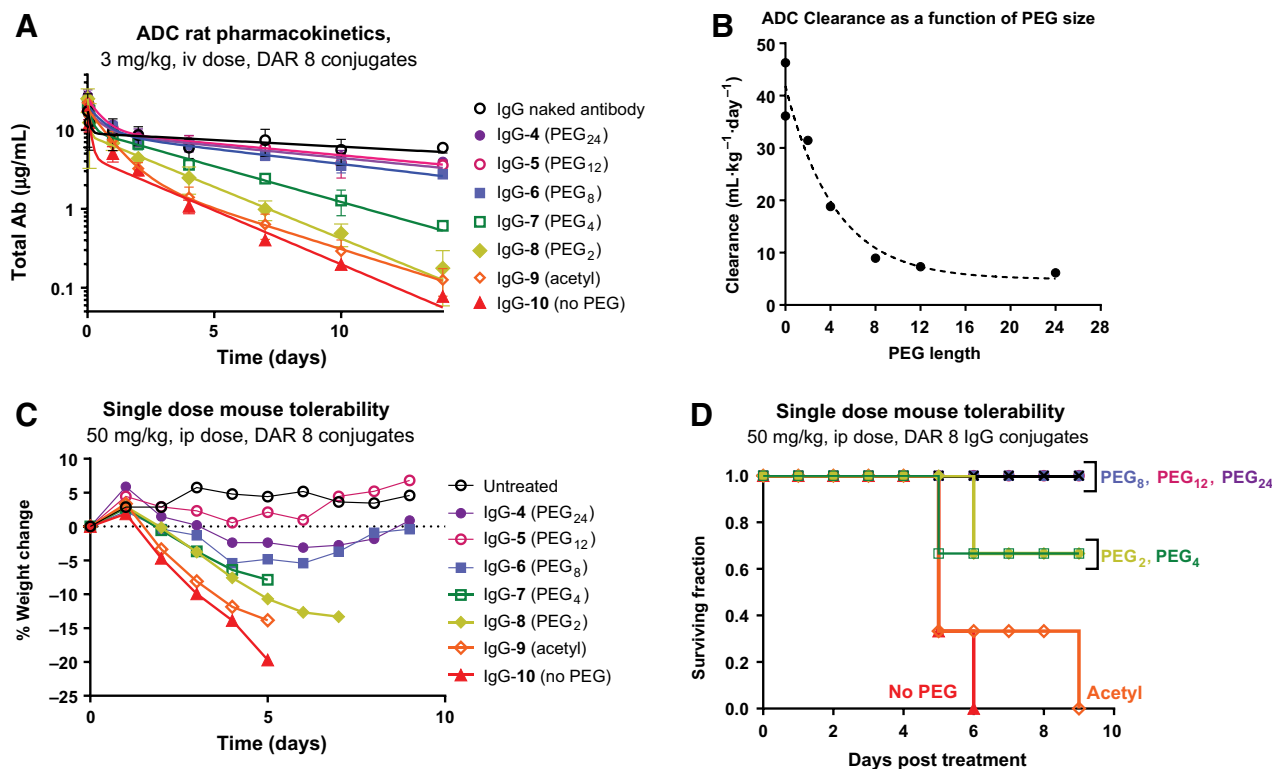 A
ADC rat pharmacokinetics,
3 mg/kg, iv dose, DAR 8 conjugates
Total Ab (µg/mL)
10
1
0.1
0
5
10
Time (days)
IgG naked antibody
IgG-4 (PEG24)
IgG-5 (PEG12)
IgG-6 (PEG8)
IgG-7 (PEG4)
IgG-8 (PEG2)
IgG-9 (acetyl)
IgG-10 (no PEG)
B
ADC Clearance as a function of PEG size
Clearance (mL·kg−1·day−1)
50
40
30
20
10
0
0
4
8
12
16
20
24
28
PEG length
C
Single dose mouse tolerability
50 mg/kg, ip dose, DAR 8 conjugates
% Weight change
10
5
0
−5
−10
−15
−20
−25
0
5
10
Time (days)
Untreated
IgG-4 (PEG24)
IgG-5 (PEG12)
IgG-6 (PEG8)
IgG-7 (PEG4)
IgG-8 (PEG2)
IgG-9 (acetyl)
IgG-10 (no PEG)
D
Single dose mouse tolerability
50 mg/kg, ip dose, DAR 8 IgG conjugates
Surviving fraction
1.0
0.8
0.6
0.4
0.2
0.0
0
2
4
6
8
10
Days post treatment
PEG8, PEG12, PEG24
PEG2, PEG4
No PEG
Acetyl